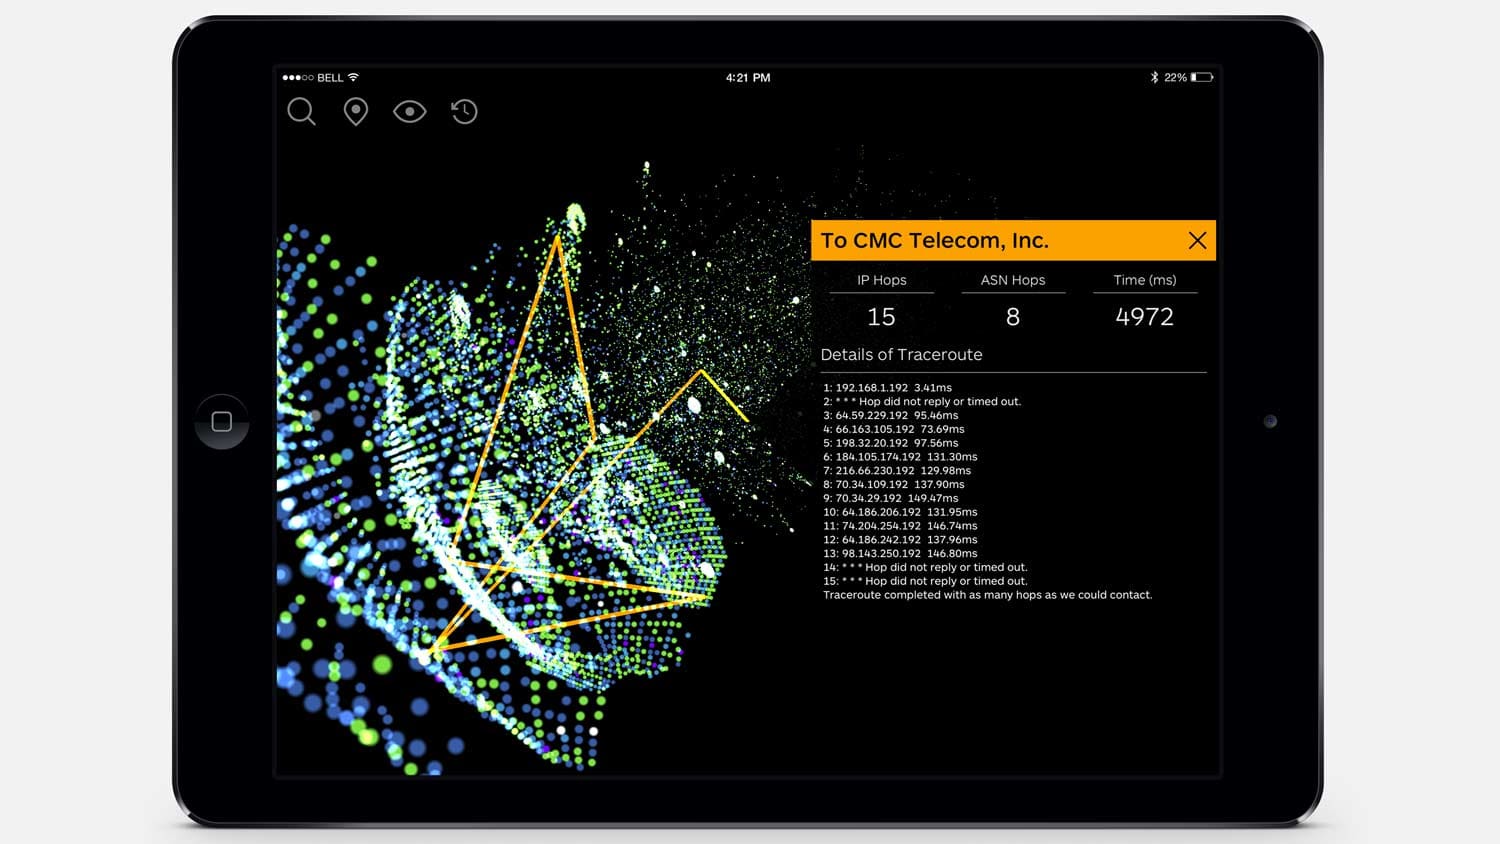 BELL 4:21 PM 22%
To CMC Telecom, Inc.
IP Hops ASN Hops Time (ms)
15 8 4972
Details of Traceroute
1: 192.168.1.192 3.41ms
2: * * * Hop did not reply or timed out.
3: 64.59.229.192 95.46ms
4: 66.163.105.192 73.69ms
5: 198.32.20.192 97.56ms
6: 184.105.174.192 131.30ms
7: 216.66.230.192 129.98ms
8: 70.34.109.192 137.90ms
9: 70.34.29.192 149.47ms
10: 64.186.206.192 131.95ms
11: 74.204.254.192 146.74ms
12: 64.186.242.192 137.96ms
13: 98.143.250.192 146.80ms
14: * * * Hop did not reply or timed out.
15: * * * Hop did not reply or timed out.
Traceroute completed with as many hops as we could contact.